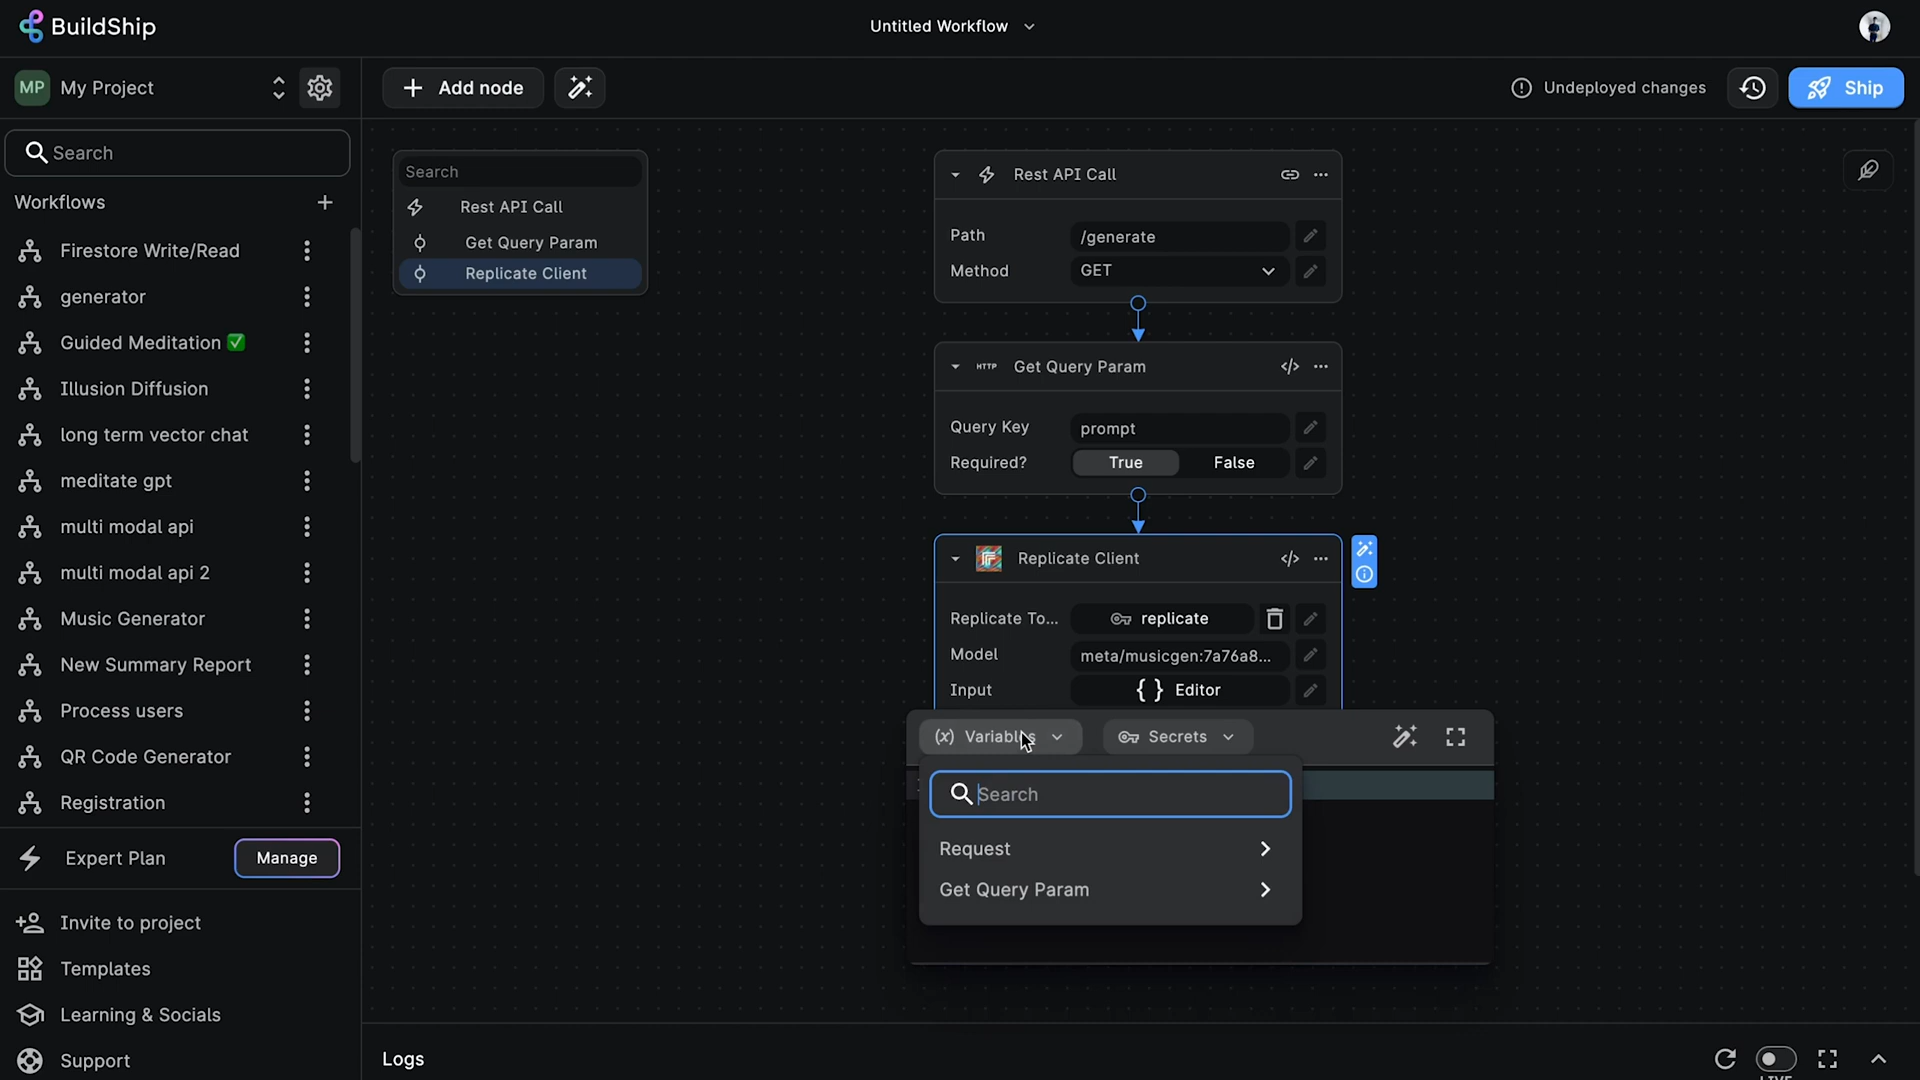 BuildShip
Untitled Workflow
MP My Project
Add node
Undeployed changes
Ship
Search
Workflows
Firestore Write/Read
generator
Guided Meditation ✅
Illusion Diffusion
long term vector chat
meditate gpt
multi modal api
multi modal api 2
Music Generator
New Summary Report
Process users
QR Code Generator
Registration
Expert Plan
Manage
Invite to project
Templates
Learning & Socials
Support
Search
Rest API Call
Get Query Param
Replicate Client
Rest API Call
Path /generate
Method GET
HTTP Get Query Param
Query Key prompt
Required? True False
Replicate Client
Replicate To... replicate
Model meta/musicgen:7a76a8...
Input { } Editor
(x) Variables
Secrets
Search
Request
Get Query Param
Logs
LIVE